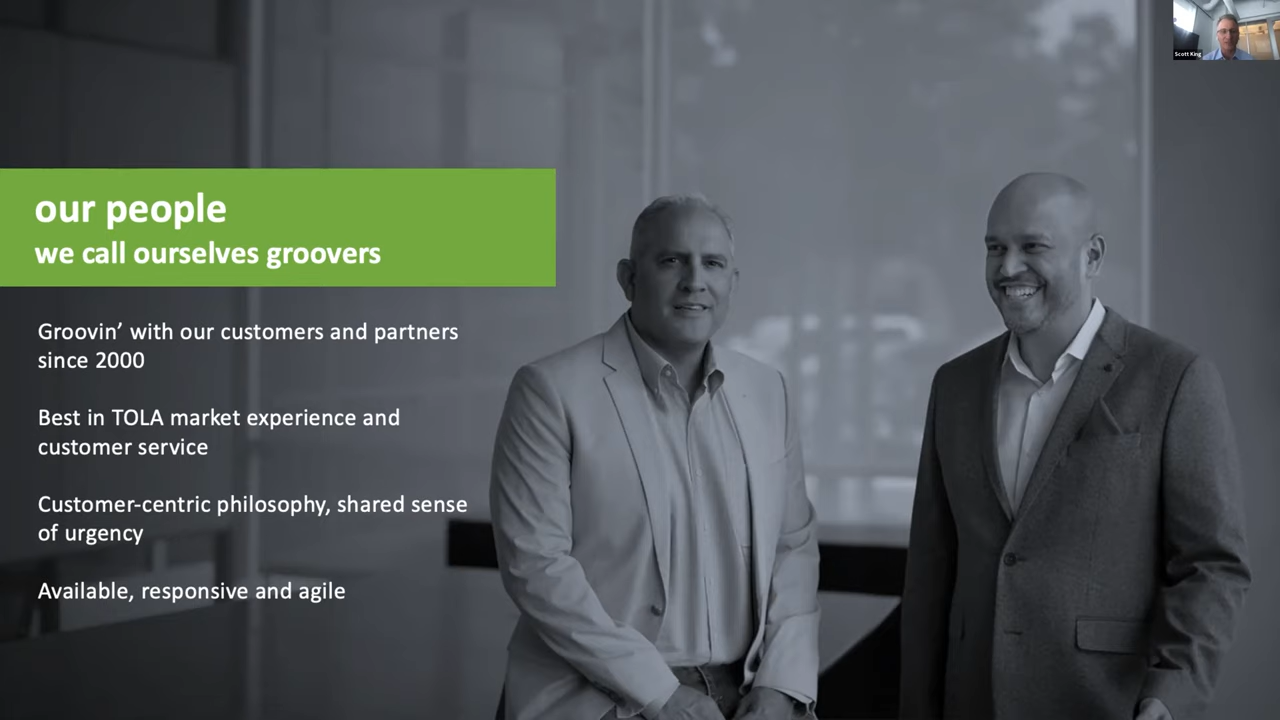 Scott King
our people
we call ourselves groovers
Groovin’ with our customers and partners
since 2000
Best in TOLA market experience and
customer service
Customer-centric philosophy, shared sense
of urgency
Available, responsive and agile